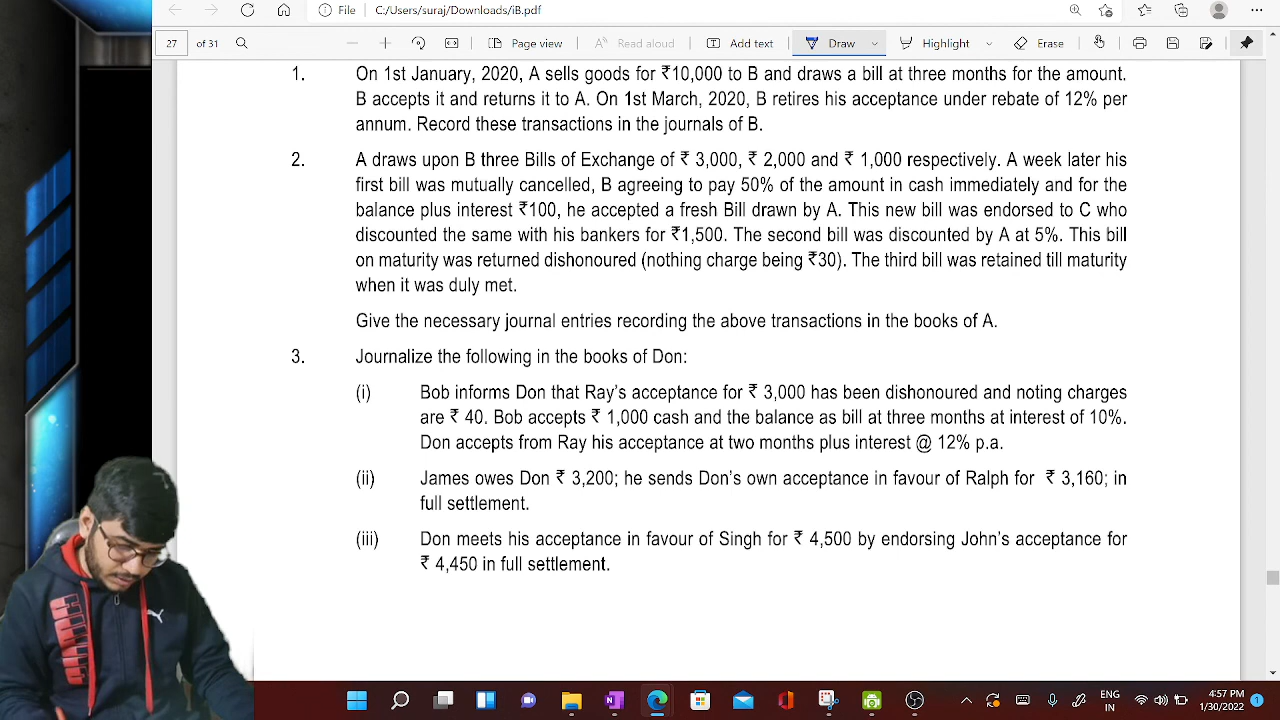 File C:/Users/suraj/Downloads/iB.pdf
27 of 31 Page view Read aloud Add text Draw Highlight Erase
1. On 1st January, 2020, A sells goods for ₹10,000 to B and draws a bill at three months for the amount.
B accepts it and returns it to A. On 1st March, 2020, B retires his acceptance under rebate of 12% per
annum. Record these transactions in the journals of B.
2. A draws upon B three Bills of Exchange of ₹ 3,000, ₹ 2,000 and ₹ 1,000 respectively. A week later his
first bill was mutually cancelled, B agreeing to pay 50% of the amount in cash immediately and for the
balance plus interest ₹100, he accepted a fresh Bill drawn by A. This new bill was endorsed to C who
discounted the same with his bankers for ₹1,500. The second bill was discounted by A at 5%. This bill
on maturity was returned dishonoured (nothing charge being ₹30). The third bill was retained till maturity
when it was duly met.
Give the necessary journal entries recording the above transactions in the books of A.
3. Journalize the following in the books of Don:
(i) Bob informs Don that Ray's acceptance for ₹ 3,000 has been dishonoured and noting charges
are ₹ 40. Bob accepts ₹ 1,000 cash and the balance as bill at three months at interest of 10%.
Don accepts from Ray his acceptance at two months plus interest @ 12% p.a.
(ii) James owes Don ₹ 3,200; he sends Don's own acceptance in favour of Ralph for ₹ 3,160; in
full settlement.
(iii) Don meets his acceptance in favour of Singh for ₹ 4,500 by endorsing John's acceptance for
₹ 4,450 in full settlement.
ENG
IN
4:57 PM
1/30/2022